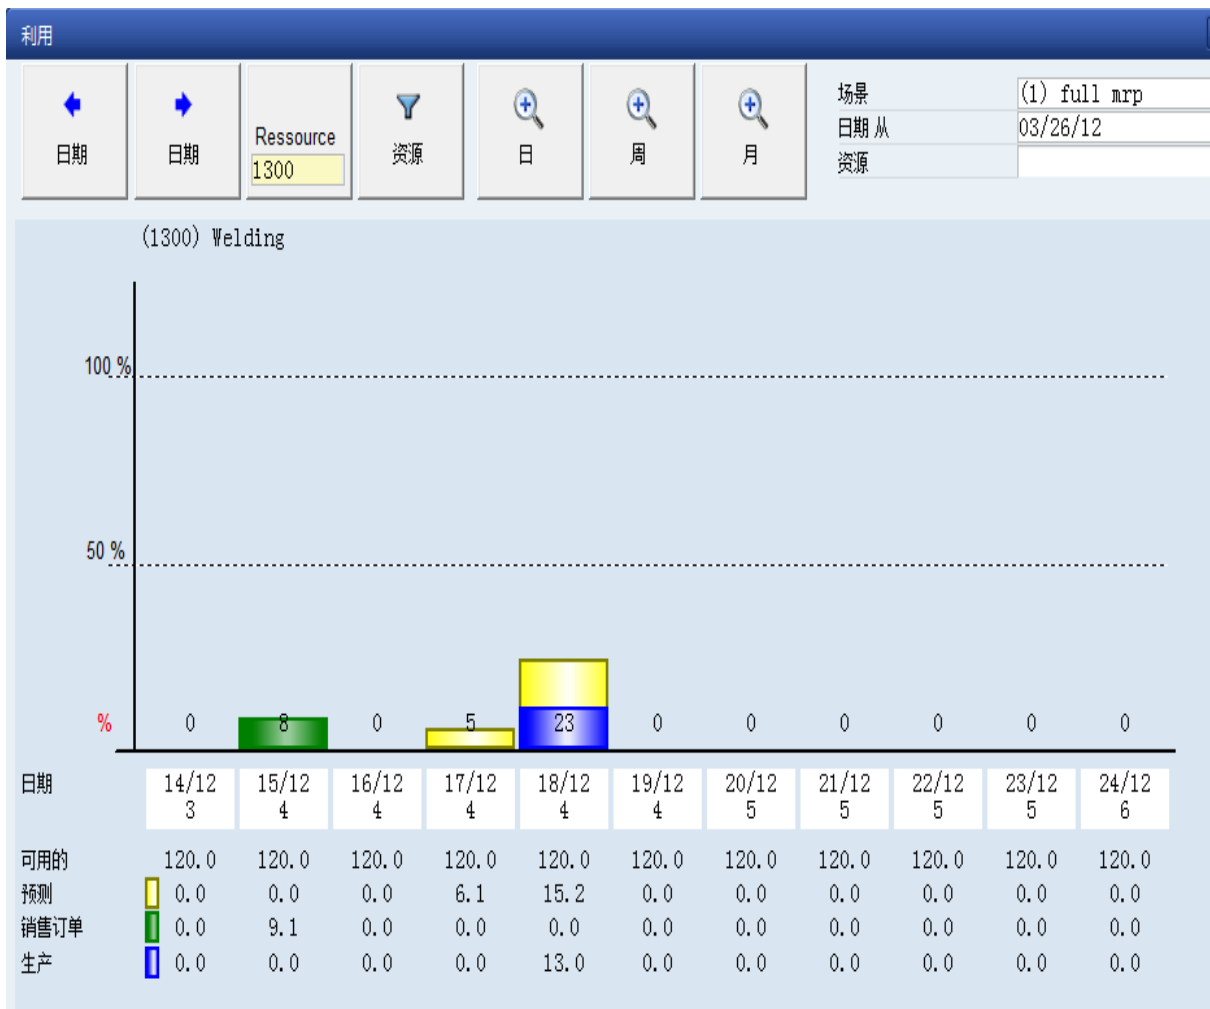 利用
日期 日期 Ressource 1300 资源 日 周 月
场景 (1) full mrp
日期 从 03/26/12
资源
(1300) Welding
100 %
50 %
% 0 8 0 5 23 0 0 0 0 0 0
日期 14/12 15/12 16/12 17/12 18/12 19/12 20/12 21/12 22/12 23/12 24/12
3 4 4 4 4 4 5 5 5 5 6
可用的 120.0 120.0 120.0 120.0 120.0 120.0 120.0 120.0 120.0 120.0 120.0
预测 0.0 0.0 0.0 6.1 15.2 0.0 0.0 0.0 0.0 0.0 0.0
销售订单 0.0 9.1 0.0 0.0 0.0 0.0 0.0 0.0 0.0 0.0 0.0
生产 0.0 0.0 0.0 0.0 13.0 0.0 0.0 0.0 0.0 0.0 0.0